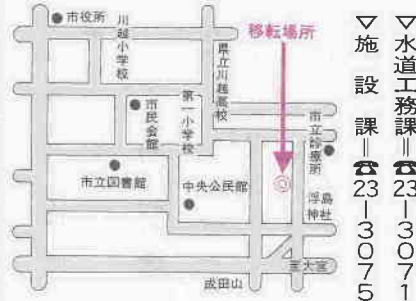 ▽水道工務課＝☎23－3071
▽施設課＝☎23－3075
移転場所
市役所
川越小学校
県立川越高校
市民会館
第一小学校
市立診療所
市立図書館
中央公民館
浮島神社
至大宮
成田山